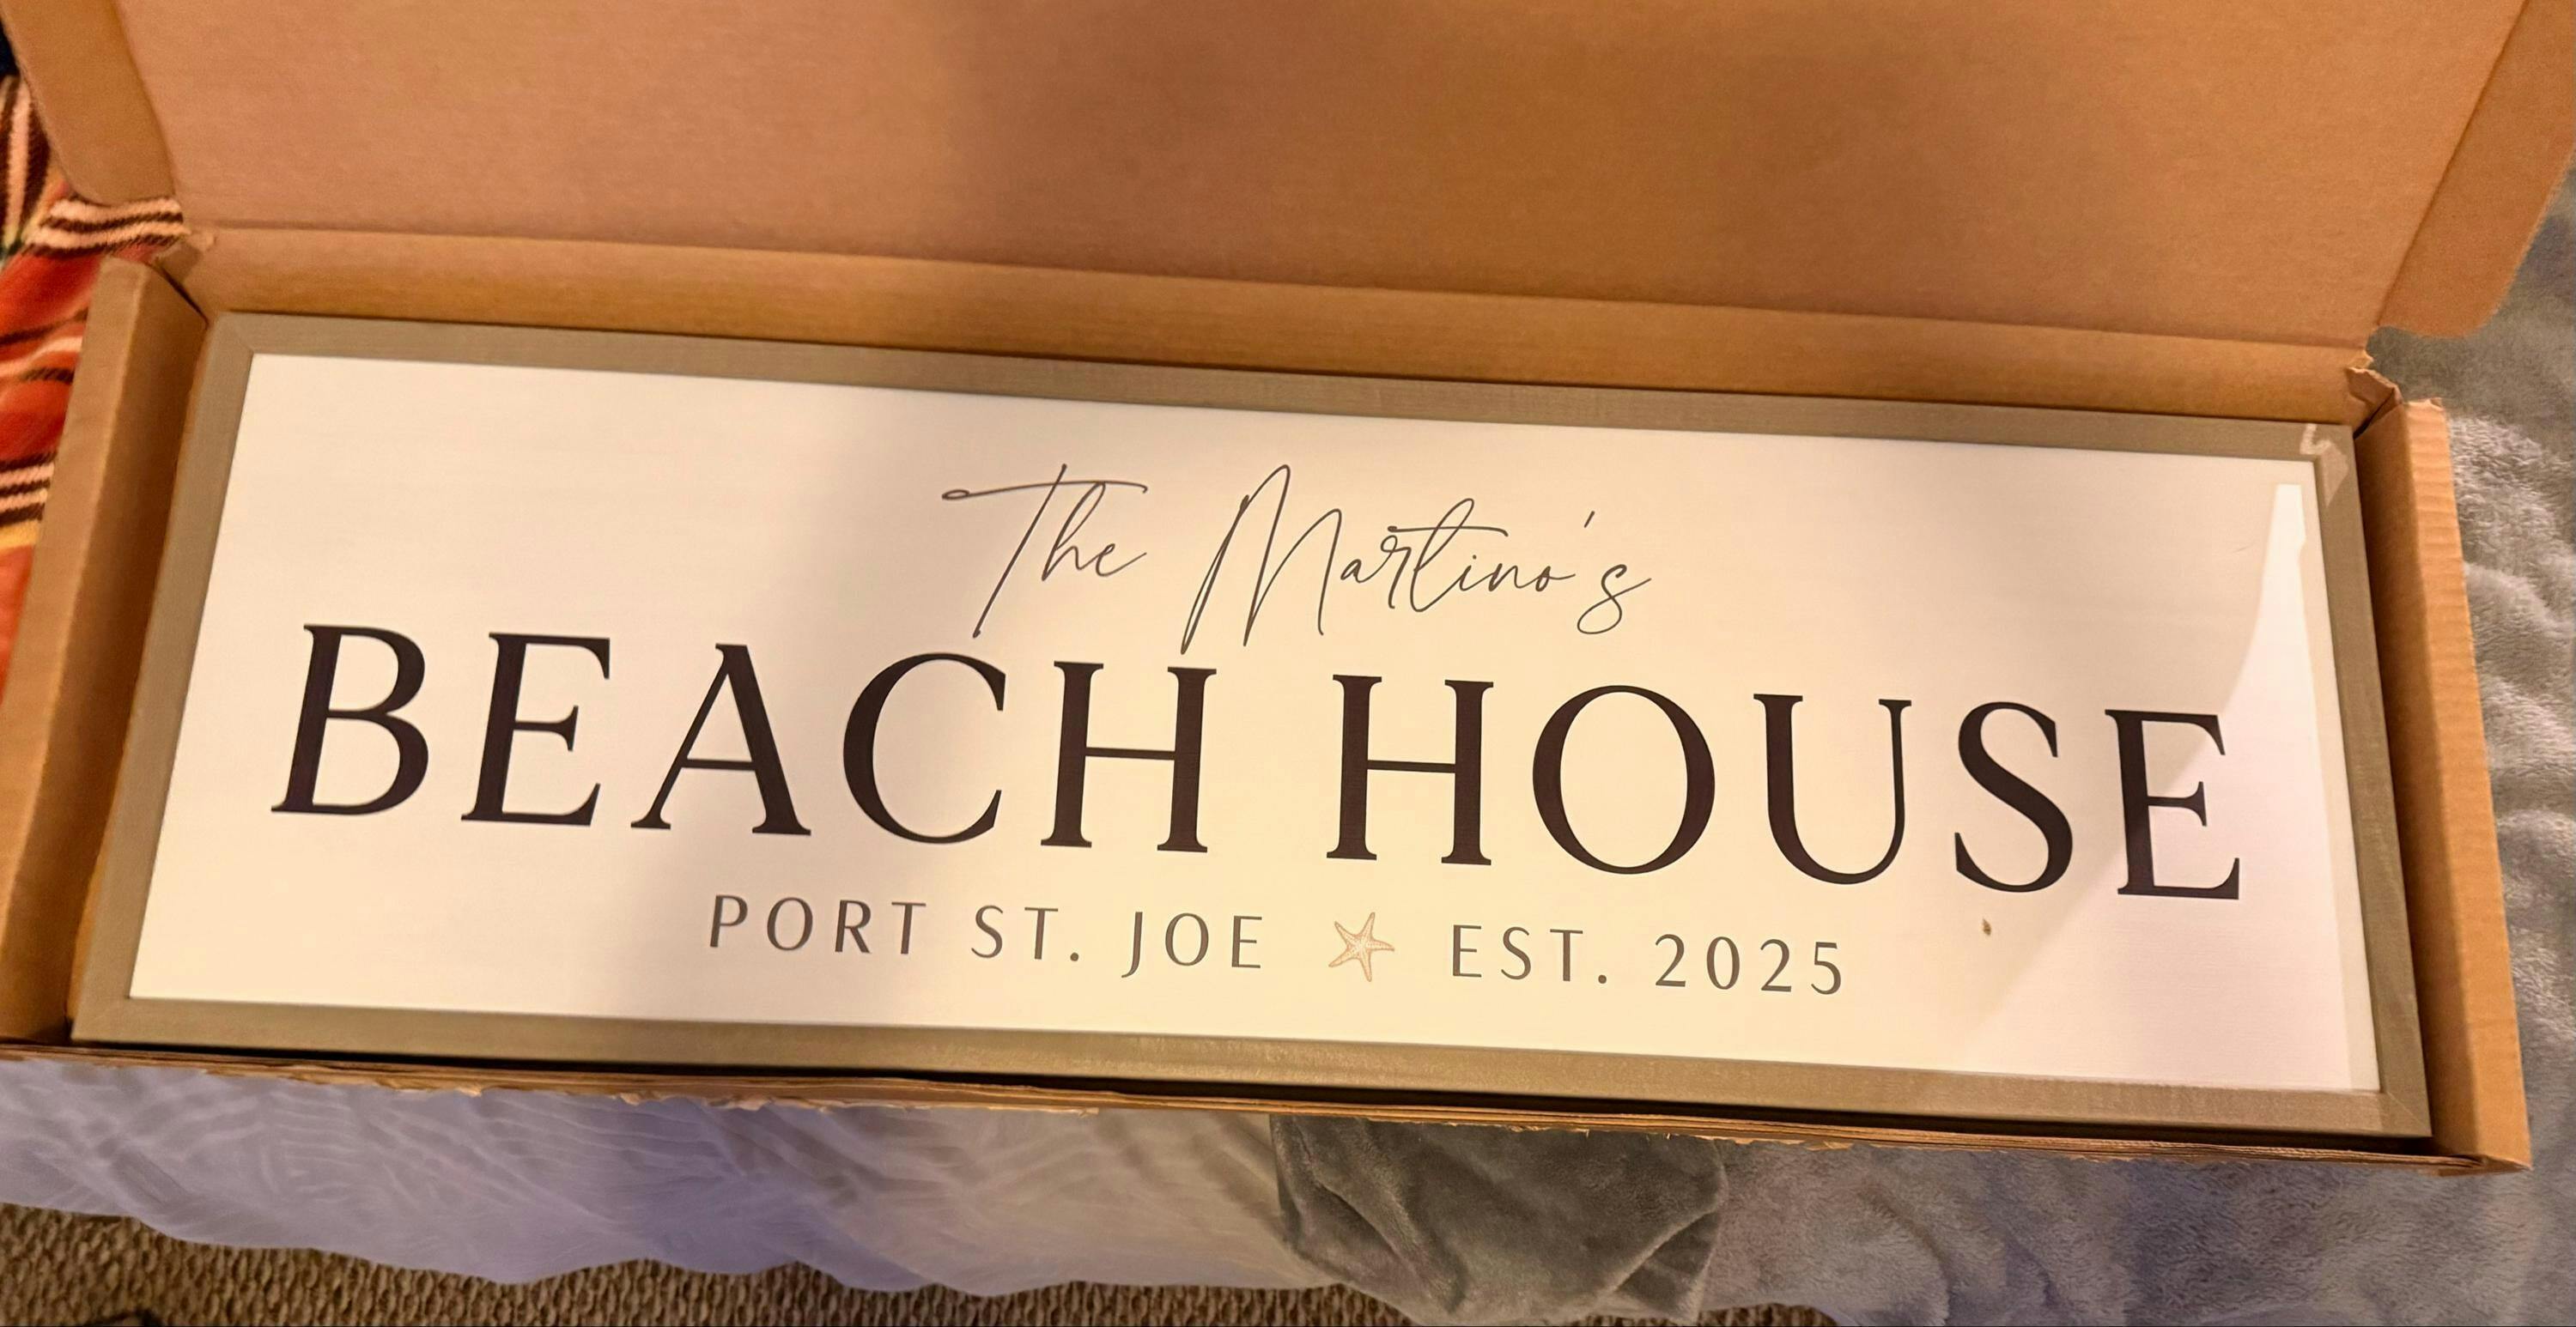 The Martino's
BEACH HOUSE
PORT ST. JOE EST. 2025